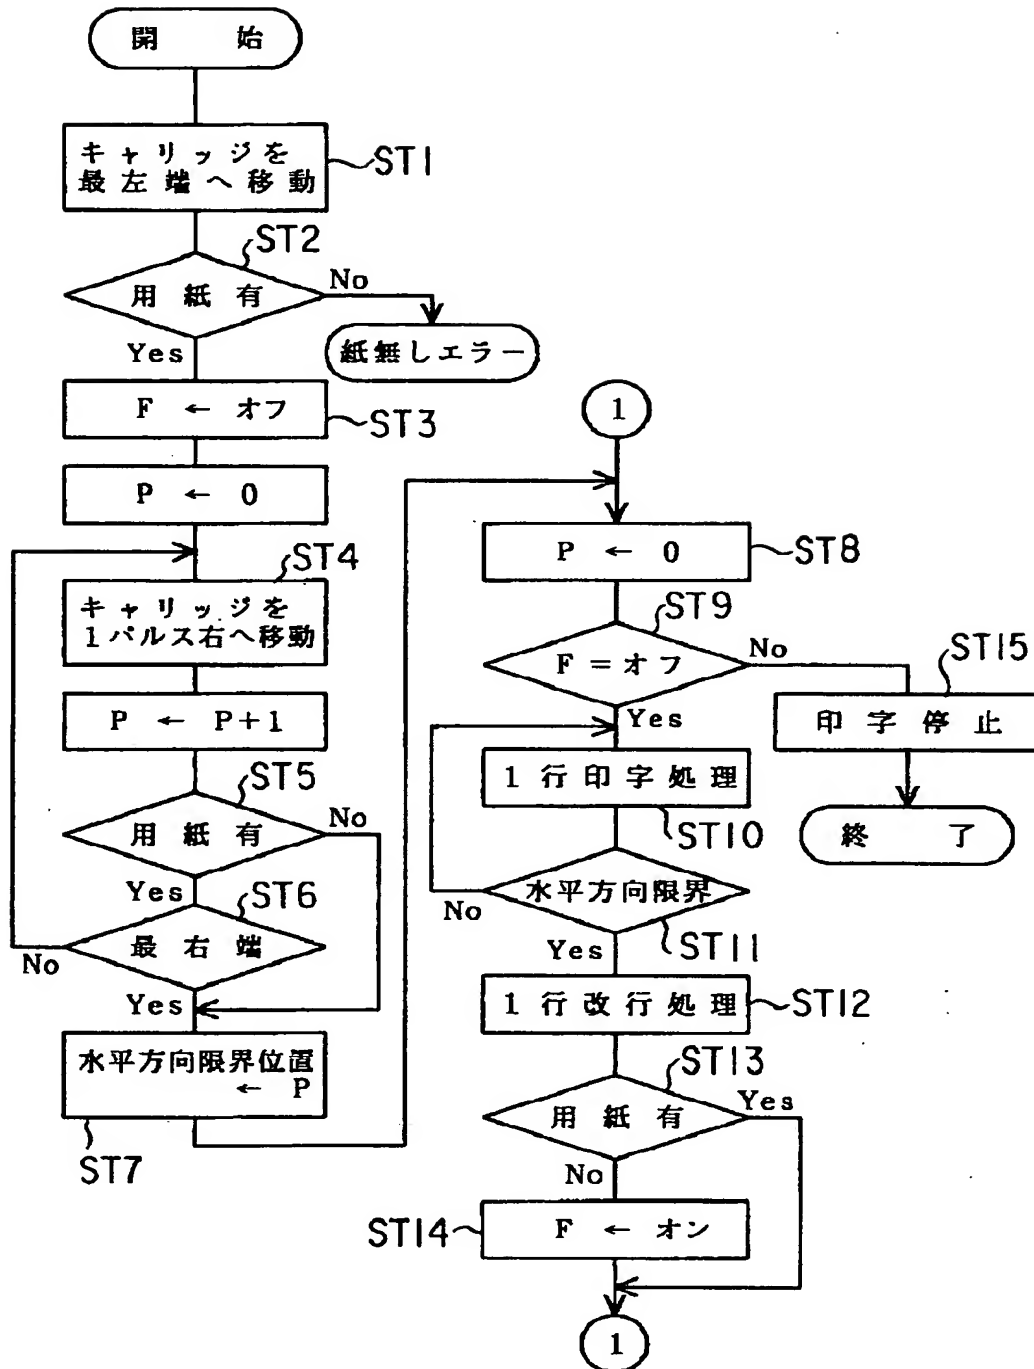 開 始
キャリッジを
最左端へ移動
ST1
ST2
用紙有
No
Yes
紙無しエラー
F ← オフ
ST3
P ← 0
ST4
キャリッジを
1パルス右へ移動
P ← P+1
ST5
用紙有
No
Yes
ST6
最右端
No
Yes
水平方向限界位置
← P
ST7
1
P ← 0
ST8
ST9
F=オフ
No
Yes
ST15
印字停止
終 了
1行印字処理
ST10
水平方向限界
No
ST11
Yes
1行改行処理
ST12
ST13
用紙有
Yes
No
ST14
F ← オン
1